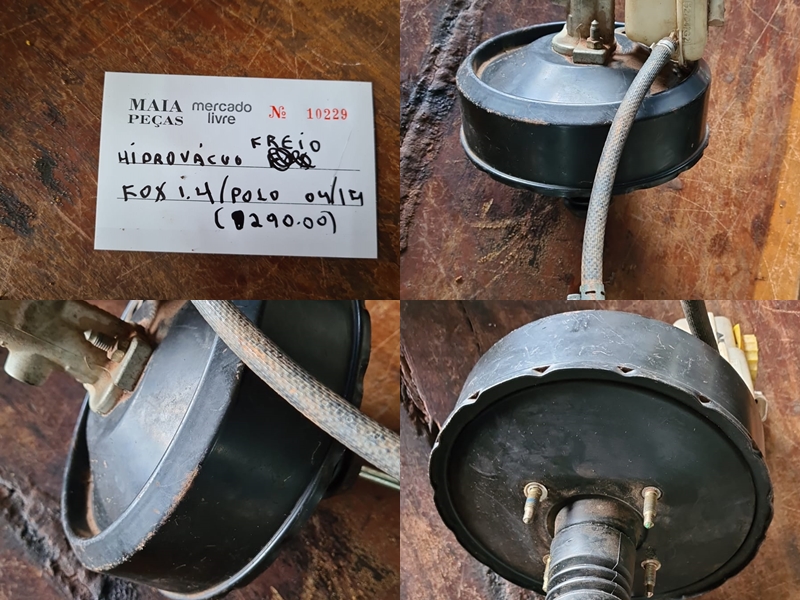 MAIA PEÇAS mercado livre Nº 10229
HIDROVÁCUO FREIO
FOX 1.4/POLO 04/14
(290.00)